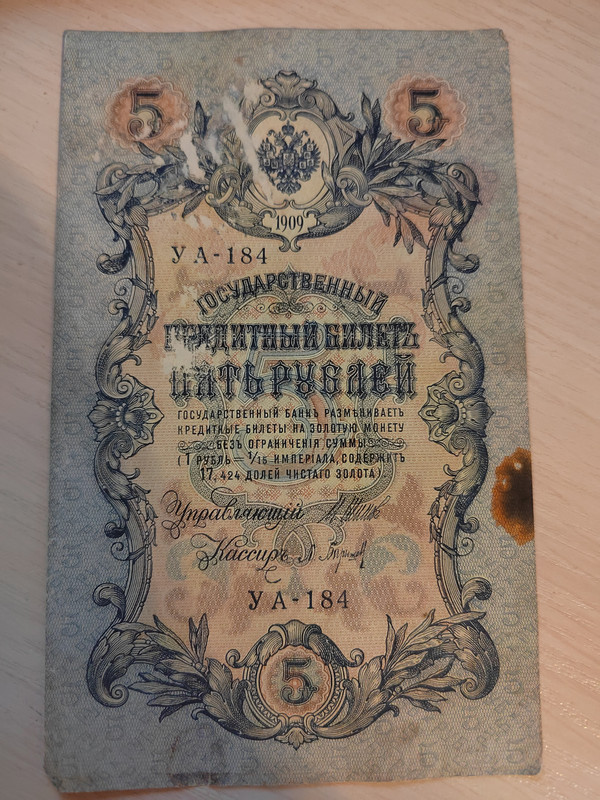 5 5
1909
УА-184
ГОСУДАРСТВЕННЫЙ
КРЕДИТНЫЙ БИЛЕТЪ
ПЯТЬ РУБЛЕЙ
ГОСУДАРСТВЕННЫЙ БАНКЪ РАЗМѢНИВАЕТЪ
КРЕДИТНЫЕ БИЛЕТЫ НА ЗОЛОТУЮ МОНЕТУ
БЕЗЪ ОГРАНИЧЕНІЯ СУММЫ
(1 РУБЛЬ = 1/15 ИМПЕРІАЛА, СОДЕРЖИТЪ
17,424 ДОЛЕЙ ЧИСТАГО ЗОЛОТА).
Управляющій
Кассиръ
УА-184
5